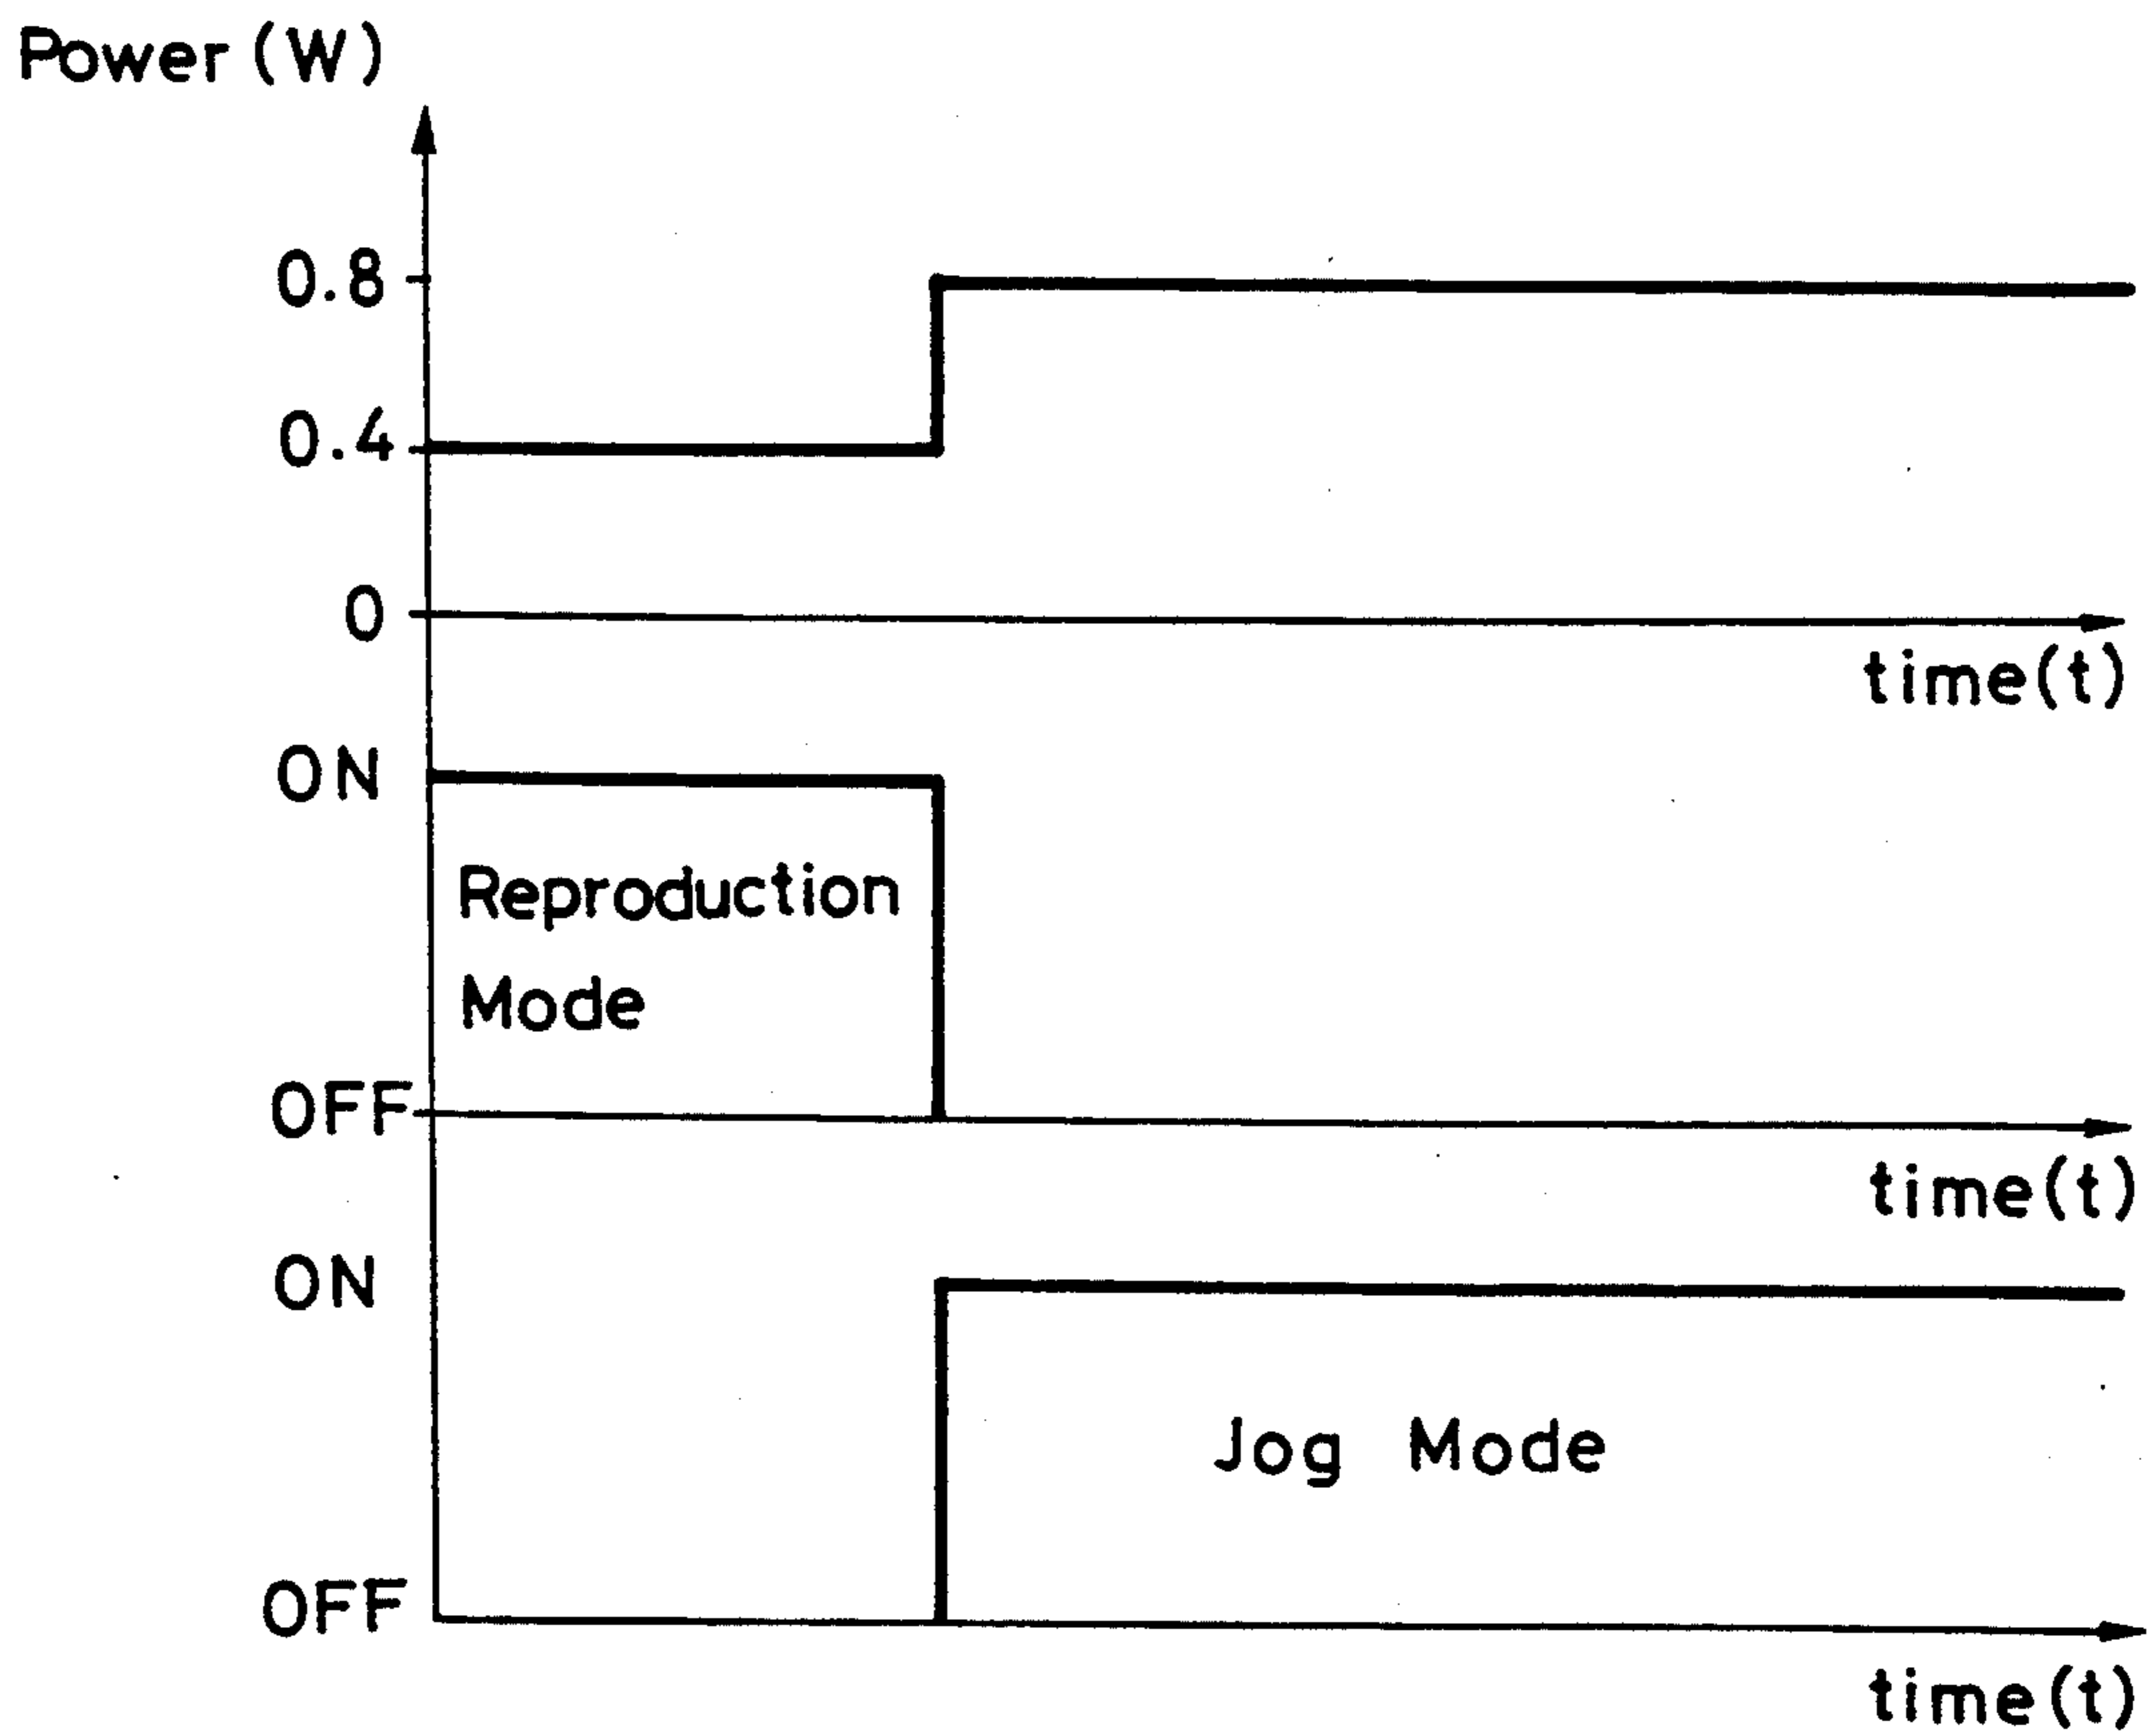 Power (W)
0.8
0.4
0
time(t)
ON
Reproduction
Mode
OFF
time(t)
ON
Jog Mode
OFF
time(t)